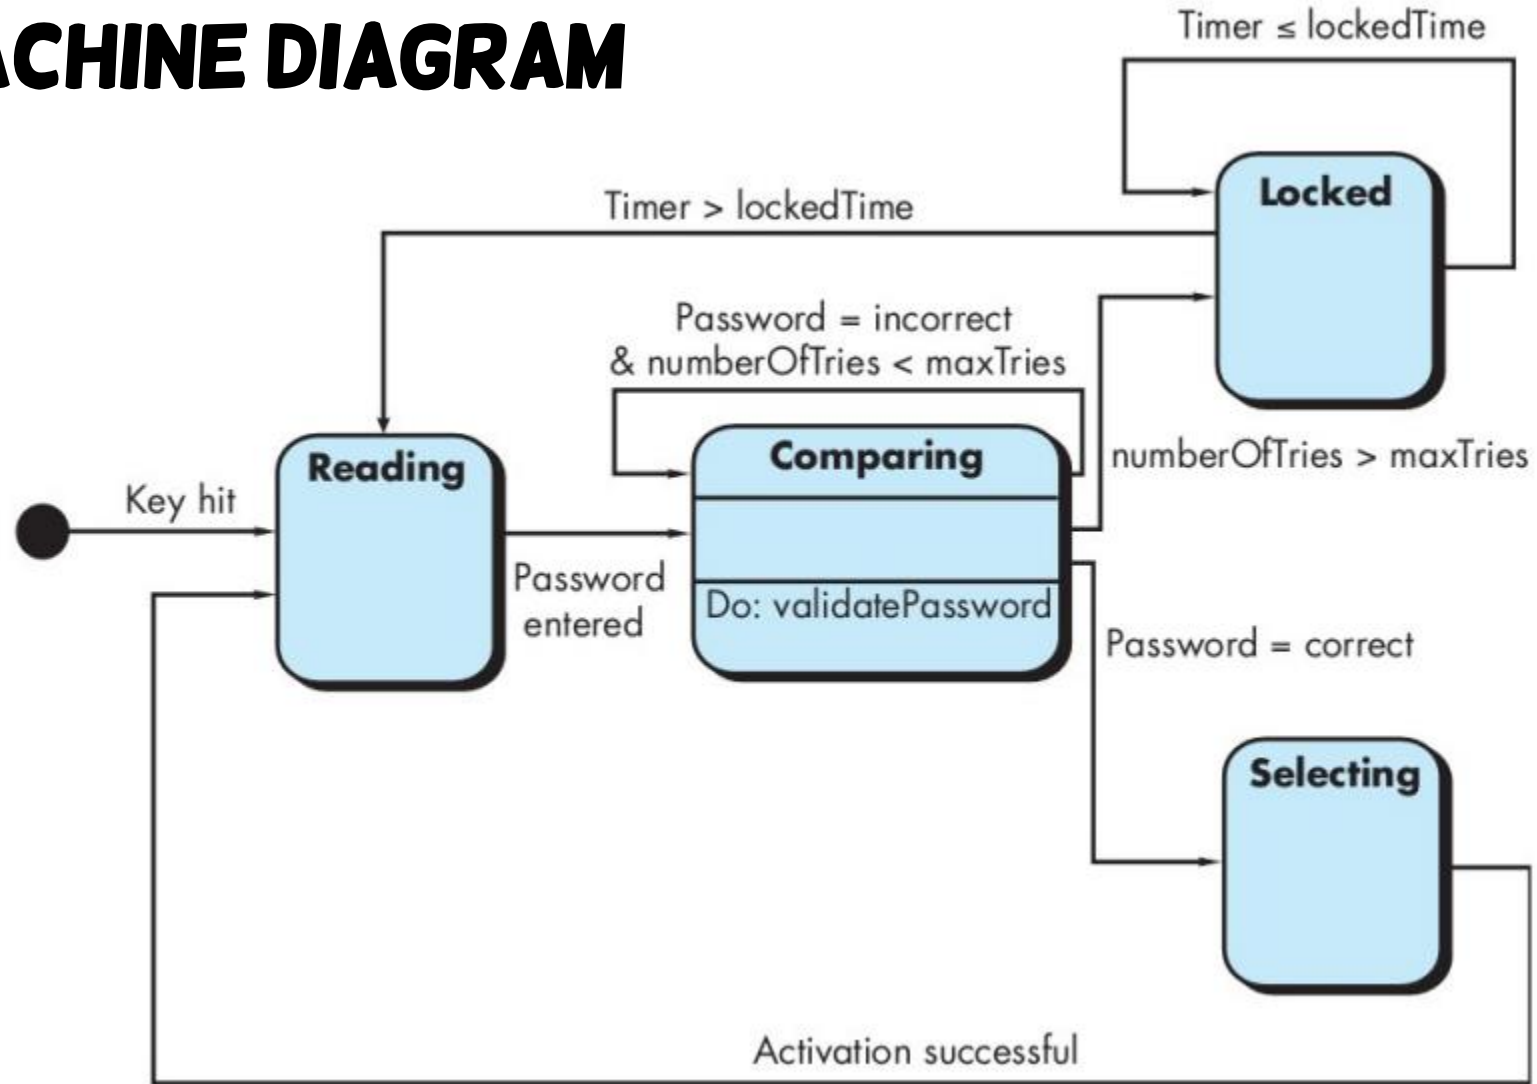 ACHINE DIAGRAM
Timer ≤ lockedTime
Locked
Timer > lockedTime
Password = incorrect
& numberOfTries < maxTries
numberOfTries > maxTries
Reading
Comparing
Key hit
Password
entered
Do: validatePassword
Password = correct
Selecting
Activation successful